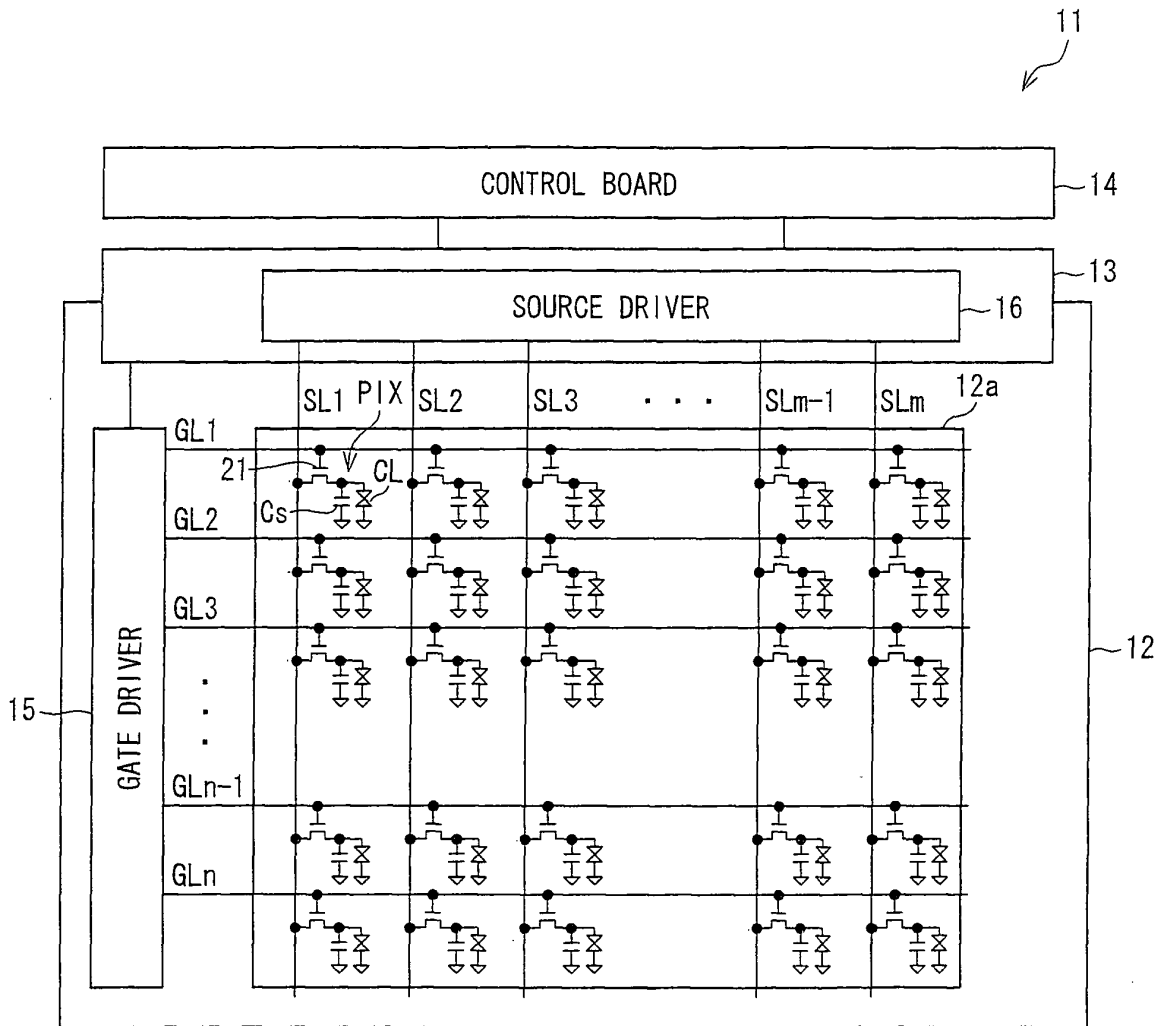 11
CONTROL BOARD
14
13
SOURCE DRIVER
16
SL1 PIX SL2 SL3 · · · SLm-1 SLm
12a
GL1
21
CL
Cs
GL2
GL3
12
15
GATE DRIVER
GLn-1
GLn